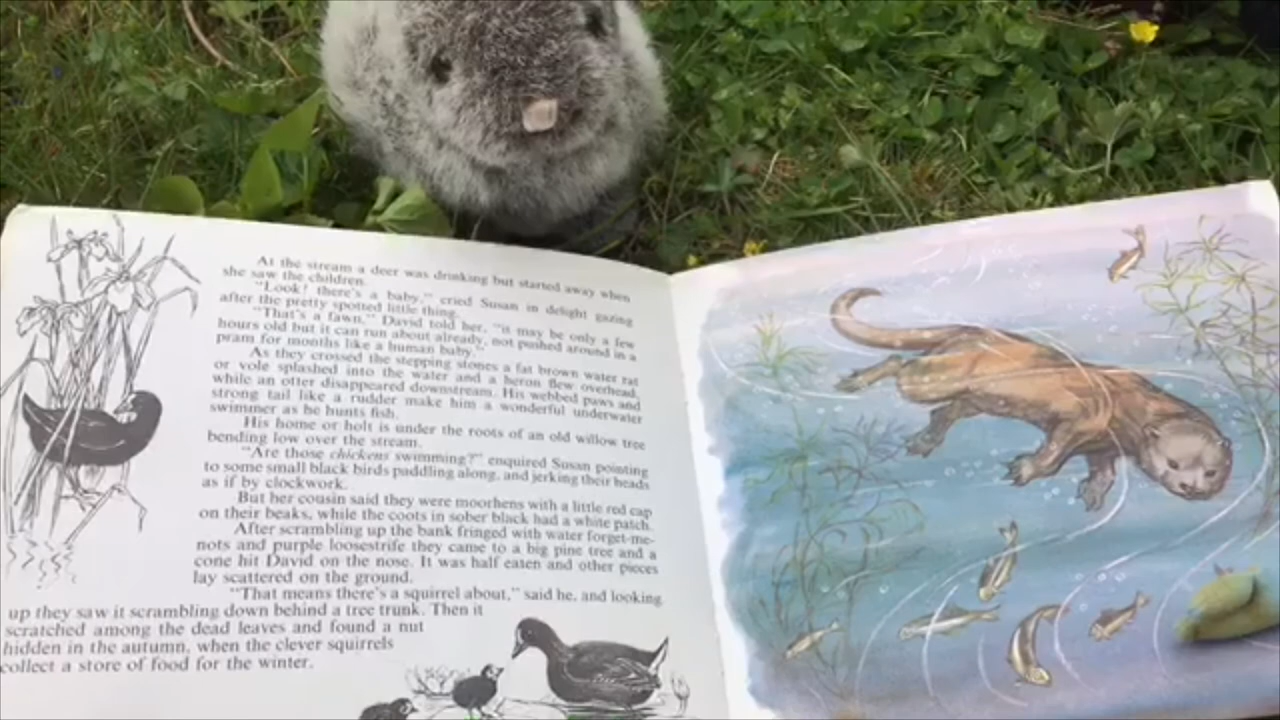 At the stream a deer was drinking but started away when
she saw the children.
"Look! there's a baby," cried Susan in delight gazing
after the pretty spotted little thing.
"That's a fawn," David told her, "it may be only a few
hours old but it can run about already, not pushed around in a
pram for months like a human baby."
As they crossed the stepping stones a fat brown water rat
or vole splashed into the water and a heron flew overhead,
while an otter disappeared downstream. His webbed paws and
strong tail like a rudder make him a wonderful underwater
swimmer as he hunts fish.
His home or holt is under the roots of an old willow tree
bending low over the stream.
"Are those chickens swimming?" enquired Susan pointing
to some small black birds paddling along, and jerking their heads
as if by clockwork.
But her cousin said they were moorhens with a little red cap
on their beaks, while the coots in sober black had a white patch.
After scrambling up the bank fringed with water forget-me-
nots and purple loosestrife they came to a big pine tree and a
cone hit David on the nose. It was half eaten and other pieces
lay scattered on the ground.
"That means there's a squirrel about," said he, and looking
up they saw it scrambling down behind a tree trunk. Then it
scratched among the dead leaves and found a nut
hidden in the autumn, when the clever squirrels
collect a store of food for the winter.